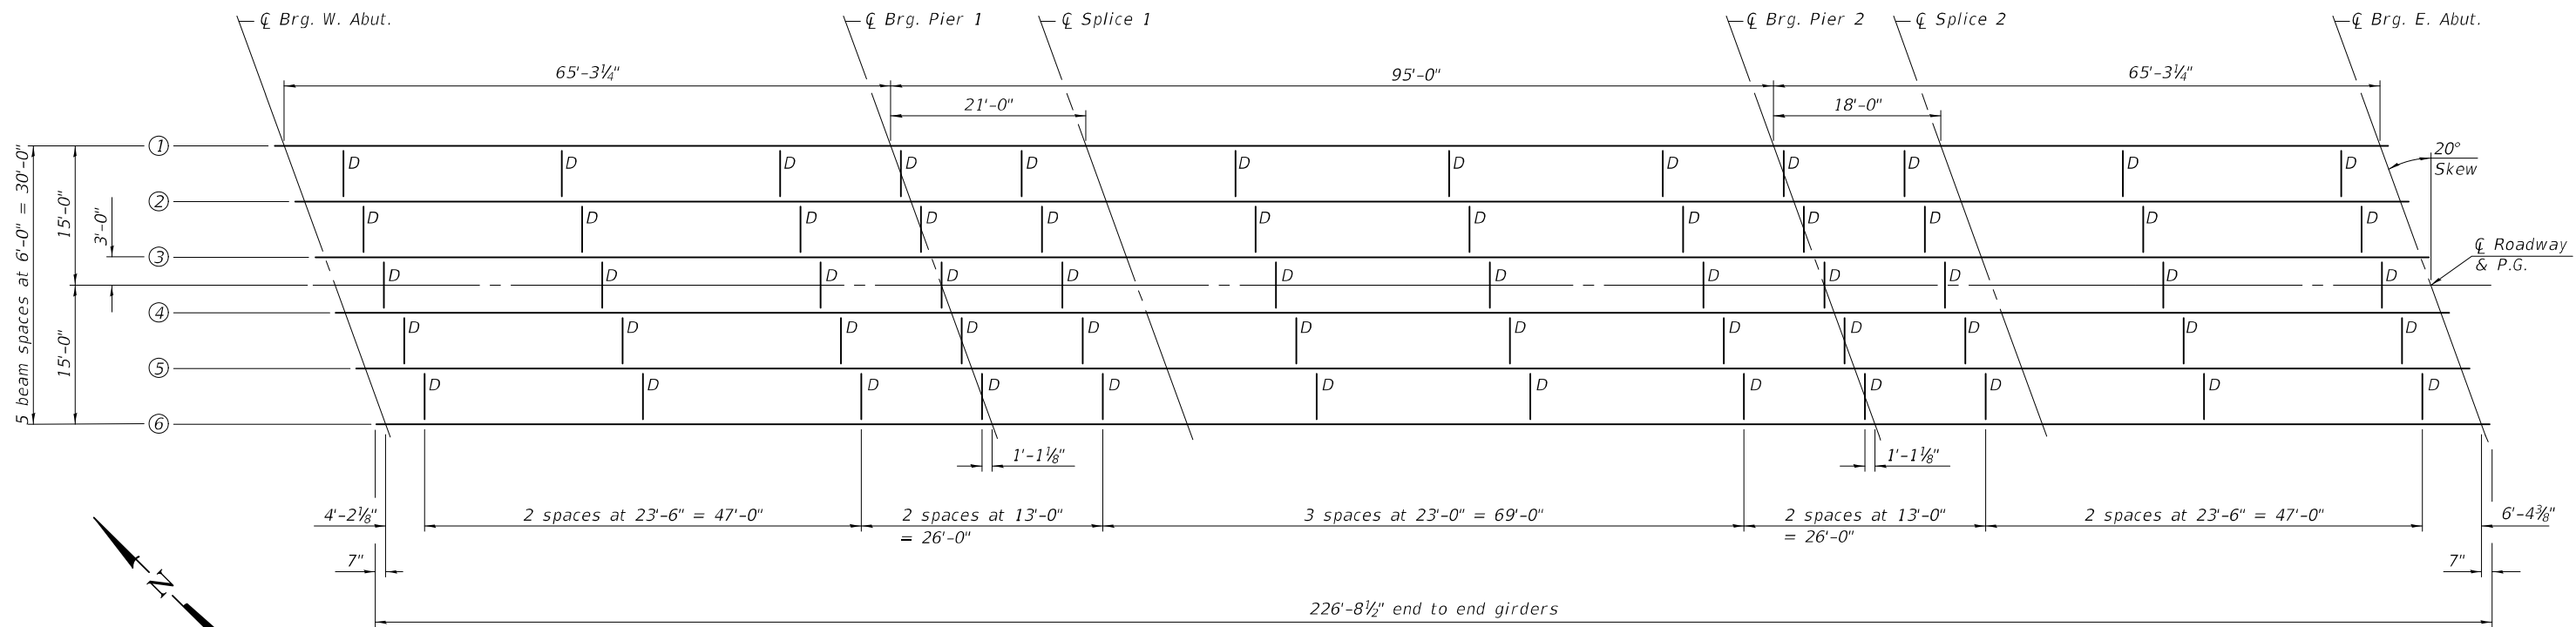 ℄ Brg. W. Abut.
℄ Brg. Pier 1
℄ Splice 1
℄ Brg. Pier 2
℄ Splice 2
℄ Brg. E. Abut.
65'-3¼"
95'-0"
65'-3¼"
21'-0"
18'-0"
20°
Skew
1
D D D D D D D D D D D D
2
D D D D D D D D D D D D
3
D D D D D D D D D D D D
4
D D D D D D D D D D D D
5
D D D D D D D D D D D D
6
5 beam spaces at 6'-0" = 30'-0"
15'-0"
15'-0"
3'-0"
℄ Roadway
& P.G.
1'-1⅛"
1'-1⅛"
4'-2⅛"
2 spaces at 23'-6" = 47'-0"
2 spaces at 13'-0"
= 26'-0"
3 spaces at 23'-0" = 69'-0"
2 spaces at 13'-0"
= 26'-0"
2 spaces at 23'-6" = 47'-0"
6'-4⅜"
7"
7"
N
226'-8½" end to end girders